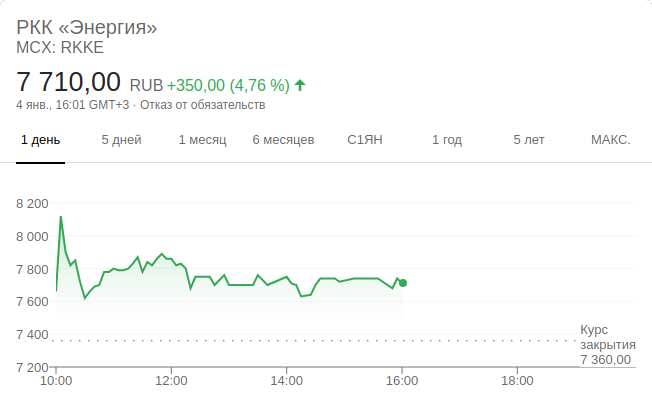 РКК «Энергия»
MCX: RKKE
7 710,00 RUB +350,00 (4,76 %)
4 янв., 16:01 GMT+3 · Отказ от обязательств
1 день 5 дней 1 месяц 6 месяцев С1ЯН 1 год 5 лет МАКС.
8 200
8 000
7 800
7 600
7 400
7 200
Курс
закрытия
7 360,00
10:00 12:00 14:00 16:00 18:00